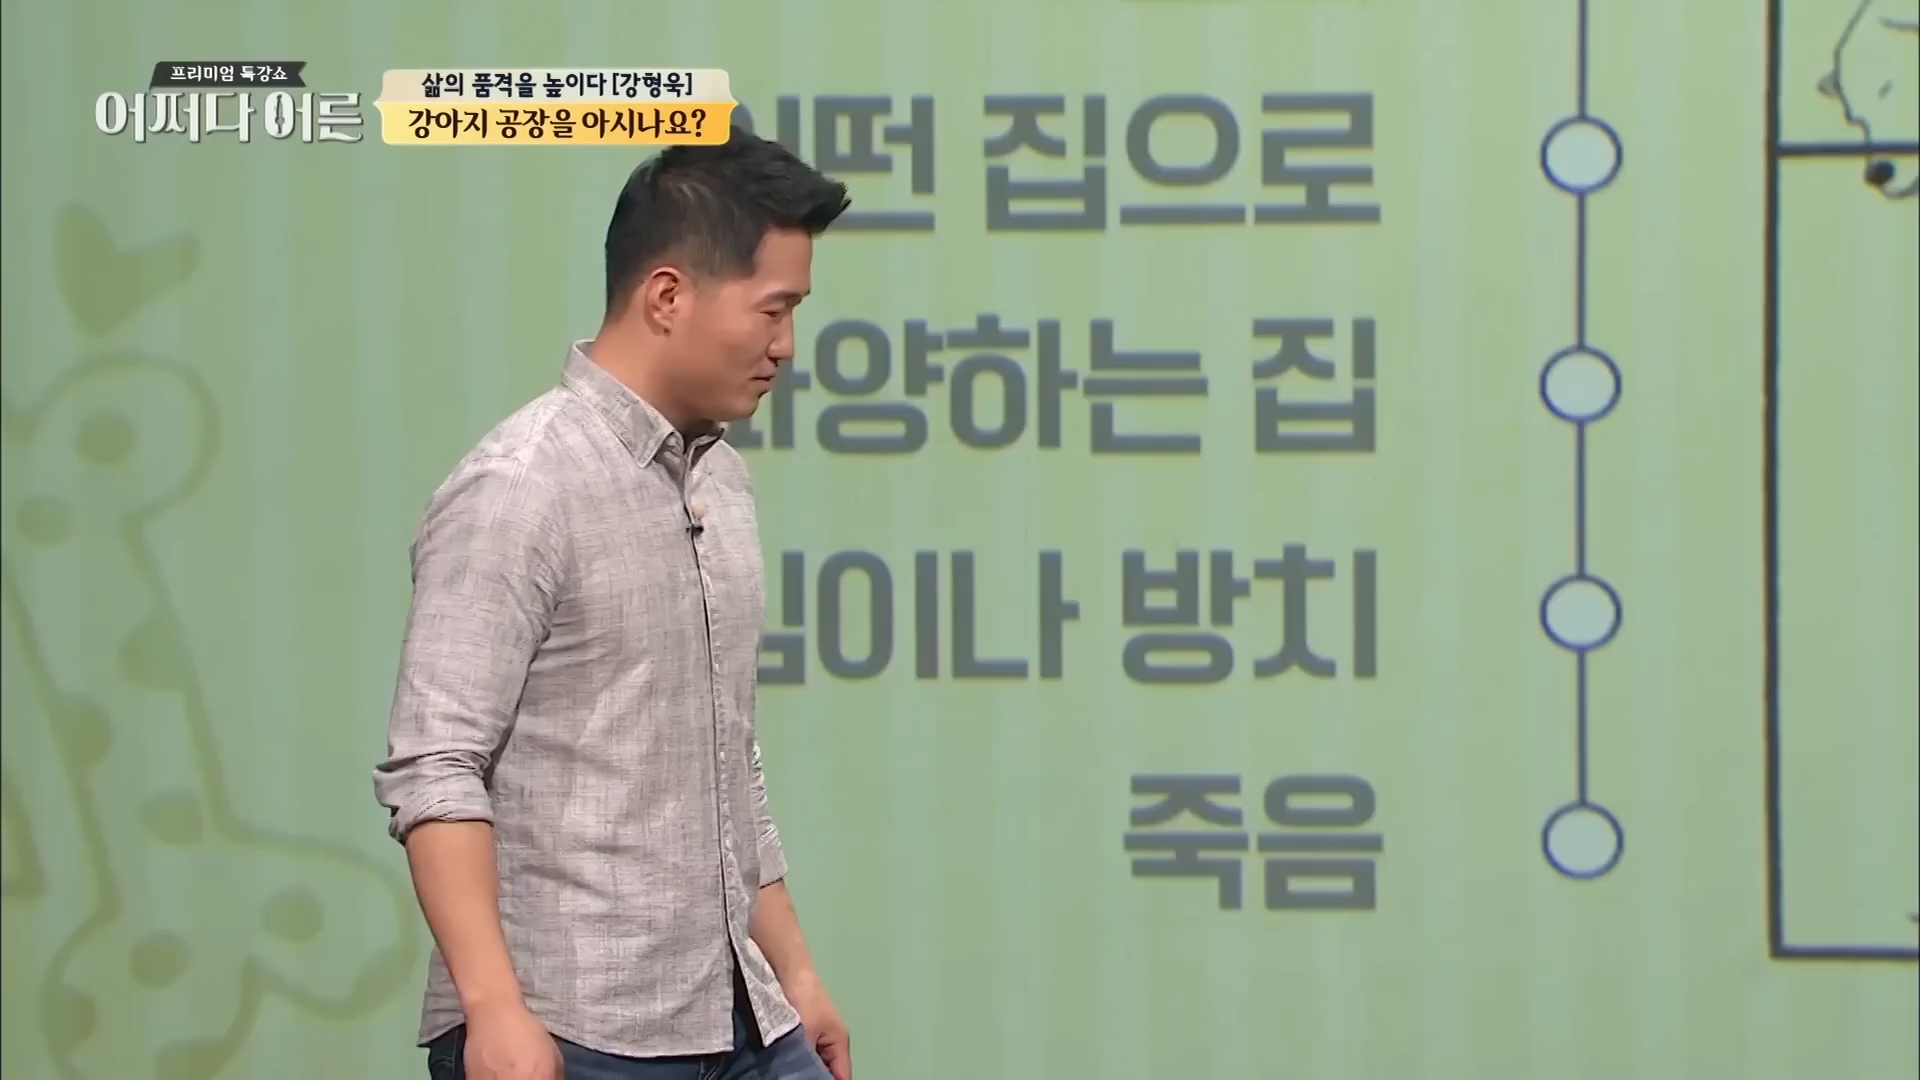 프리미엄 특강쇼
어쩌다 어른
삶의 품격을 높이다 [강형욱]
강아지 공장을 아시나요?
집으로
하는 집
방치
죽음